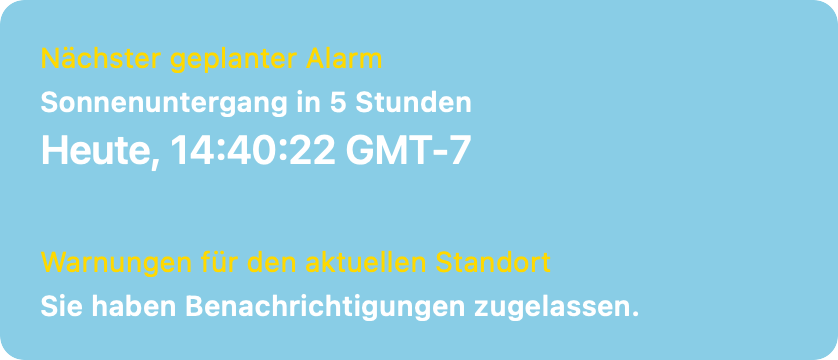 Nächster geplanter Alarm
Sonnenuntergang in 5 Stunden
Heute, 14:40:22 GMT-7
Warnungen für den aktuellen Standort
Sie haben Benachrichtigungen zugelassen.